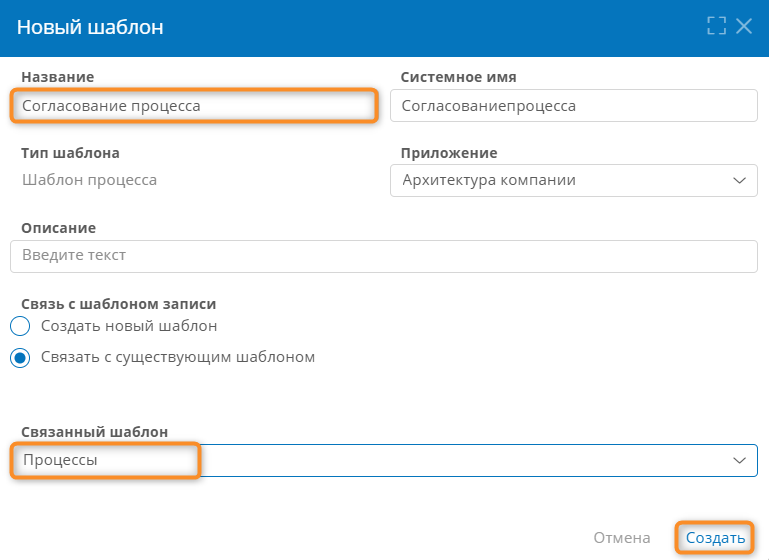 Новый шаблон
Название Системное имя
Согласование процесса Согласованиепроцесса
Тип шаблона Приложение
Шаблон процесса Архитектура компании
Описание
Введите текст
Связь с шаблоном записи
Создать новый шаблон
Связать с существующим шаблоном
Связанный шаблон
Процессы
Отмена Создать